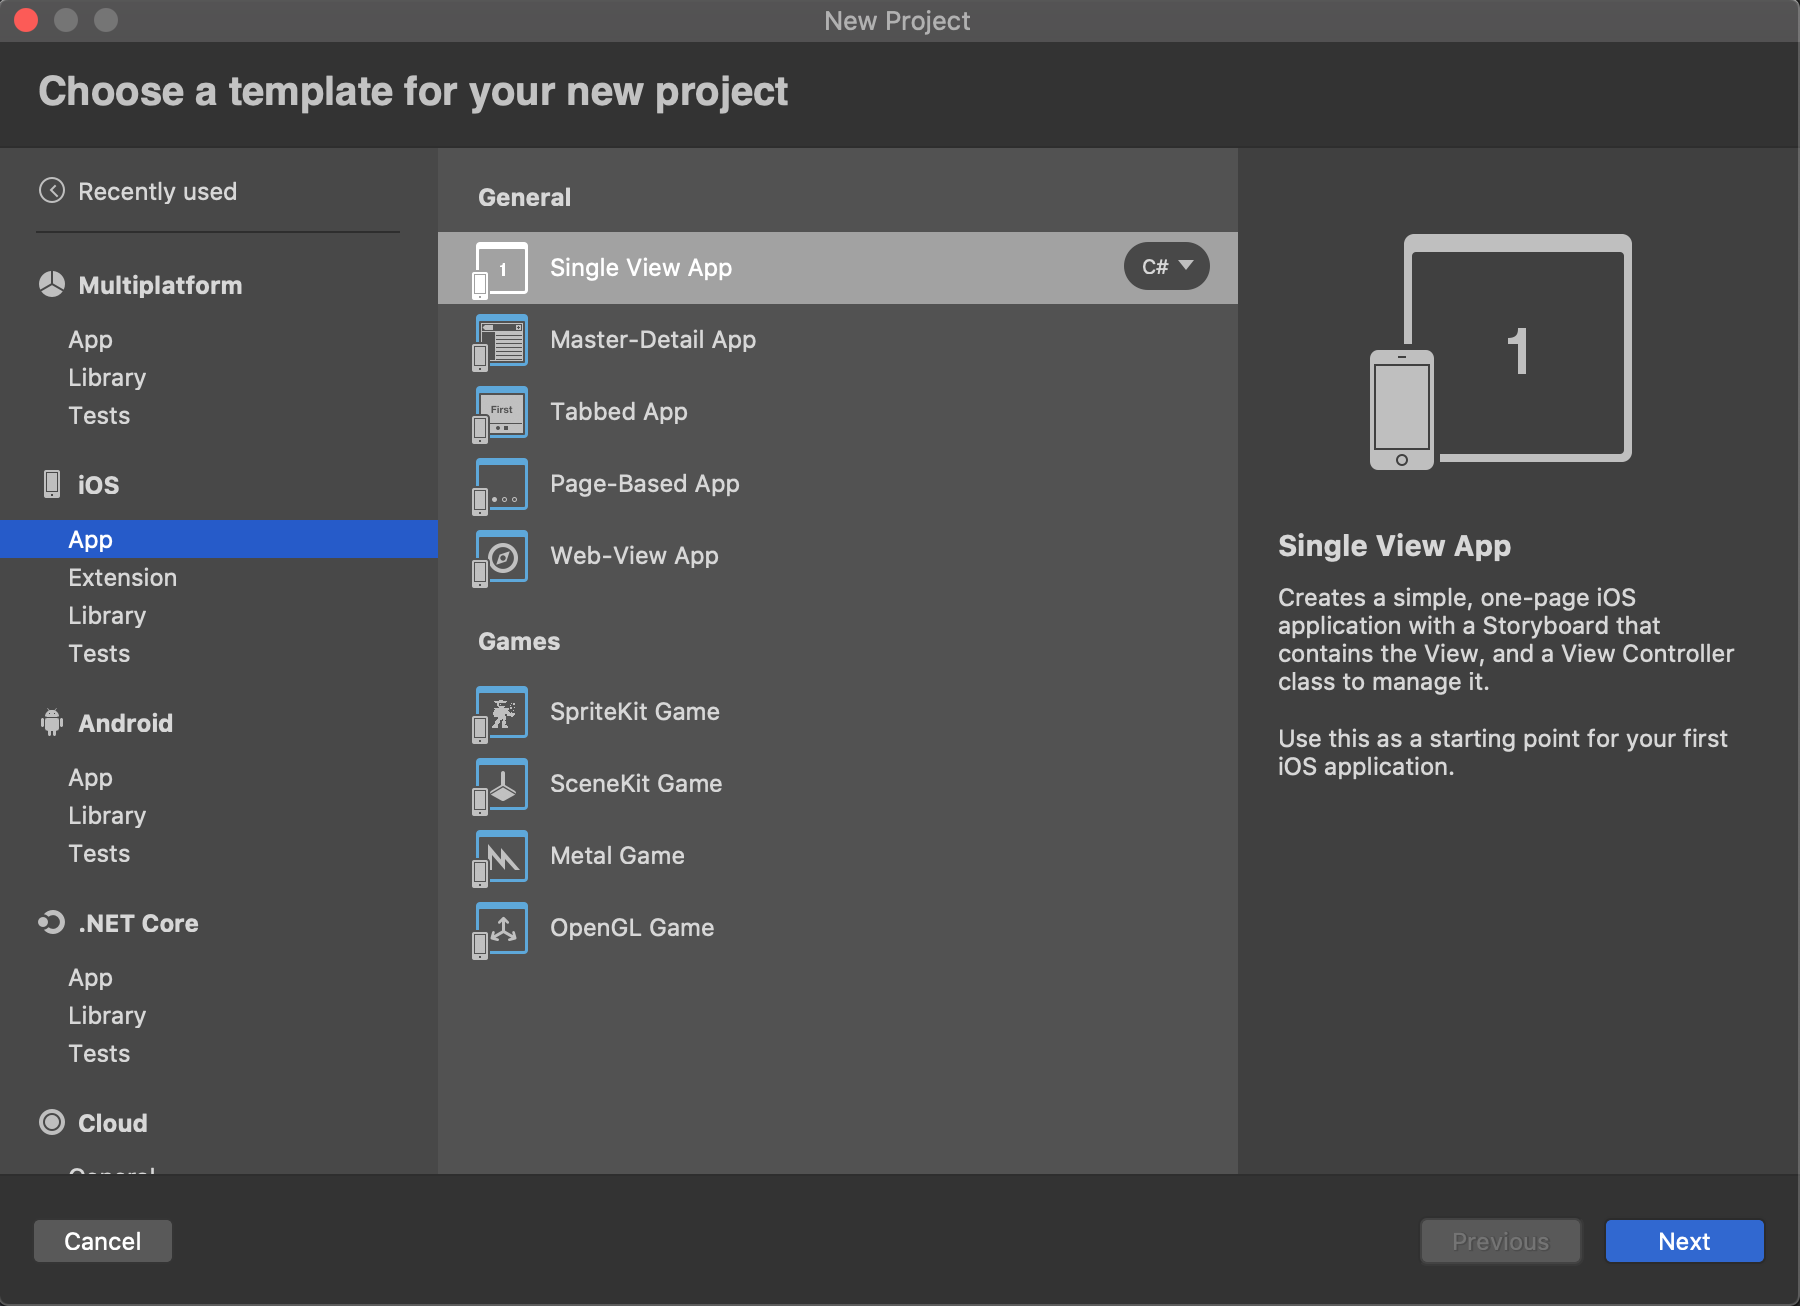 New Project
Choose a template for your new project
Recently used
Multiplatform
App
Library
Tests
iOS
App
Extension
Library
Tests
Android
App
Library
Tests
.NET Core
App
Library
Tests
Cloud
General
General
1
Single View App
C#
Master-Detail App
First
Tabbed App
Page-Based App
Web-View App
Games
SpriteKit Game
SceneKit Game
Metal Game
OpenGL Game
1
Single View App
Creates a simple, one-page iOS
application with a Storyboard that
contains the View, and a View Controller
class to manage it.
Use this as a starting point for your first
iOS application.
Cancel
Previous
Next